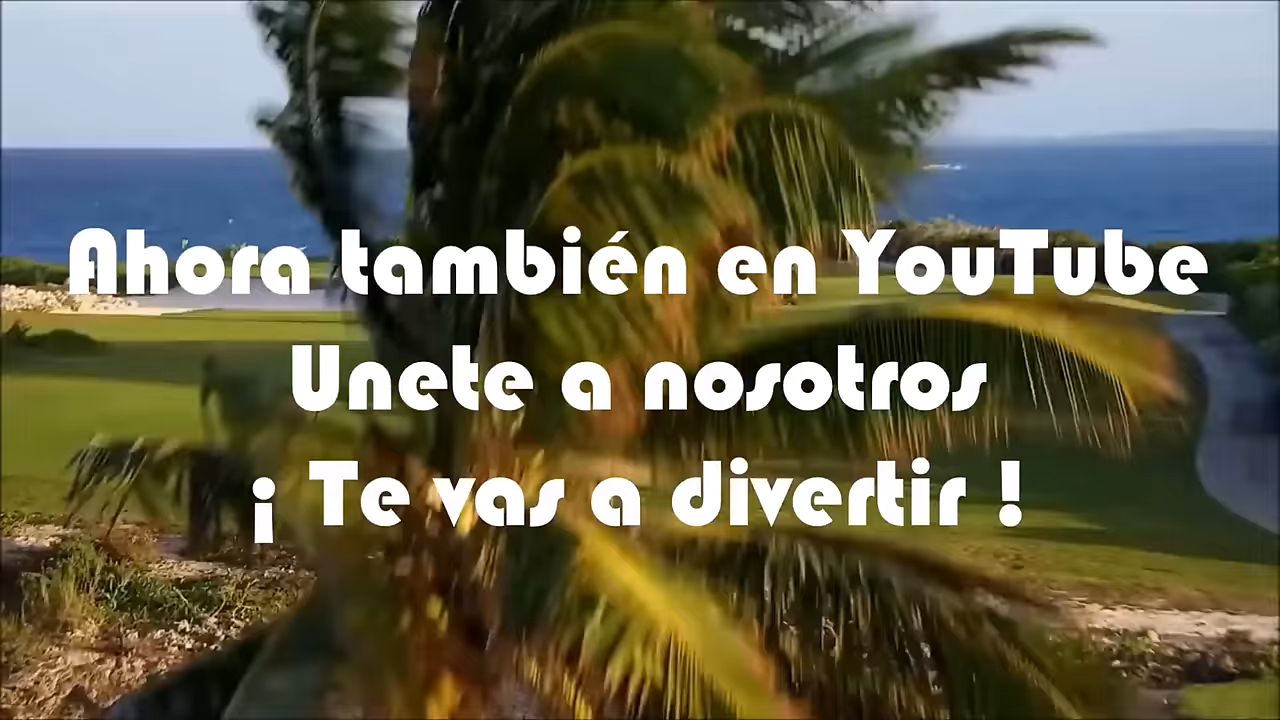 Ahora también en YouTube
Unete a nosotros
¡ Te vas a divertir !